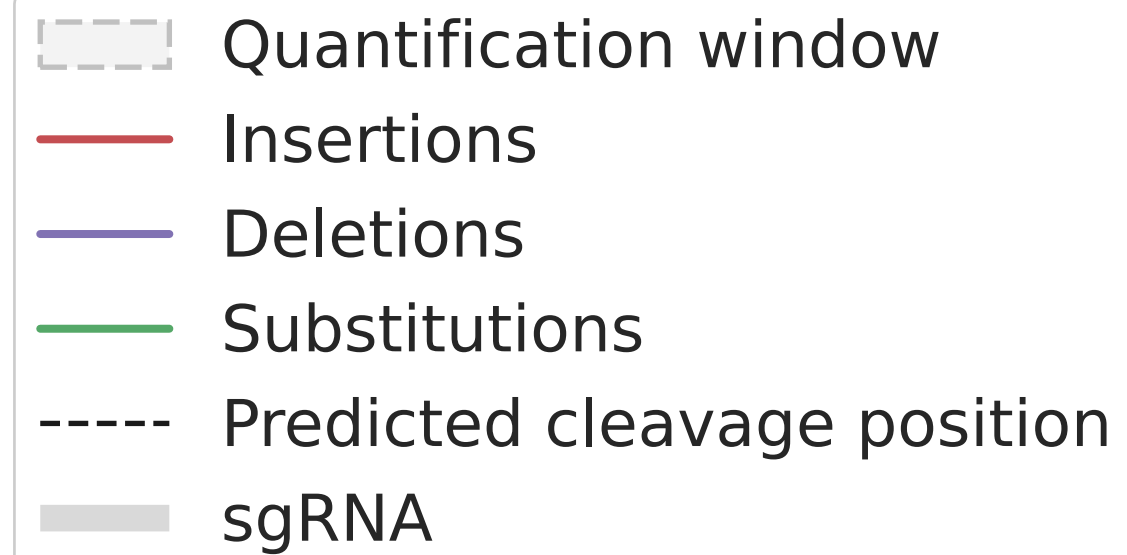 Quantification window
Insertions
Deletions
Substitutions
Predicted cleavage position
sgRNA